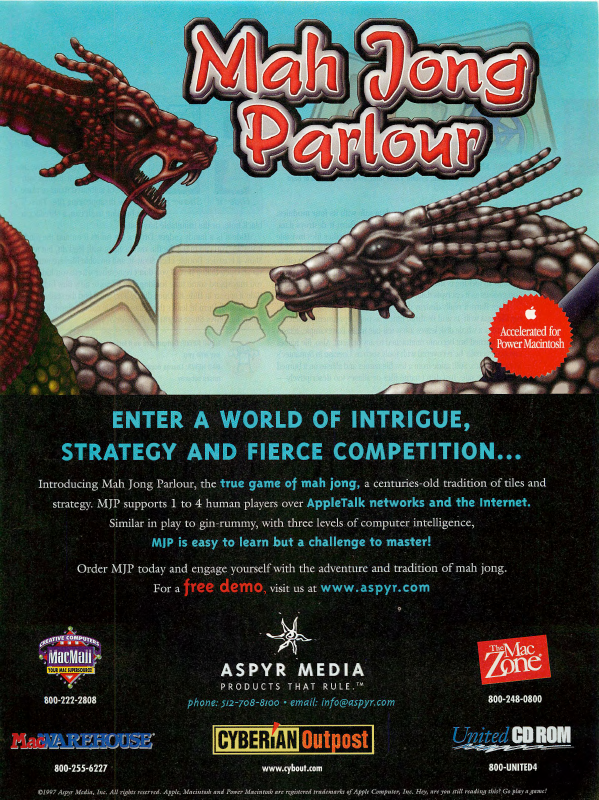 Mah Jong
Parlour
Accelerated for
Power Macintosh
ENTER A WORLD OF INTRIGUE,
STRATEGY AND FIERCE COMPETITION...
Introducing Mah Jong Parlour, the true game of mah jong, a centuries-old tradition of tiles and
strategy. MJP supports 1 to 4 human players over AppleTalk networks and the Internet.
Similar in play to gin-rummy, with three levels of computer intelligence,
MJP is easy to learn but a challenge to master!
Order MJP today and engage yourself with the adventure and tradition of mah jong.
For a free demo, visit us at www.aspyr.com
CREATIVE COMPUTERS
MacMall
YOUR MAC SUPERSOURCE
800-222-2808
ASPYR MEDIA
PRODUCTS THAT RULE.™
phone: 512-708-8100 • email: info@aspyr.com
The Mac
Zone
800-248-0800
MacWAREHOUSE
800-255-6227
CYBERIAN Outpost
www.cybout.com
United CD ROM
800-UNITED4
©1997 Aspyr Media, Inc. All rights reserved. Apple, Macintosh and Power Macintosh are registered trademarks of Apple Computer, Inc. Hey, are you still reading this? Go play a game!